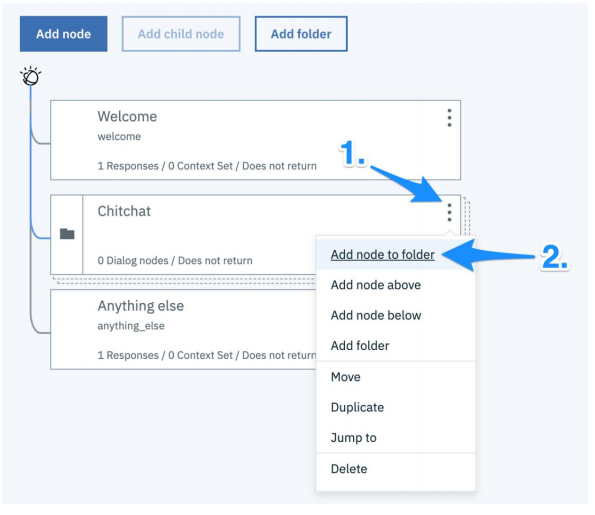 Add node
Add child node
Add folder
Welcome
welcome
1 Responses / 0 Context Set / Does not return
1.
Chitchat
0 Dialog nodes / Does not return
Add node to folder
2.
Add node above
Add node below
Add folder
Move
Duplicate
Jump to
Delete
Anything else
anything_else
1 Responses / 0 Context Set / Does not return